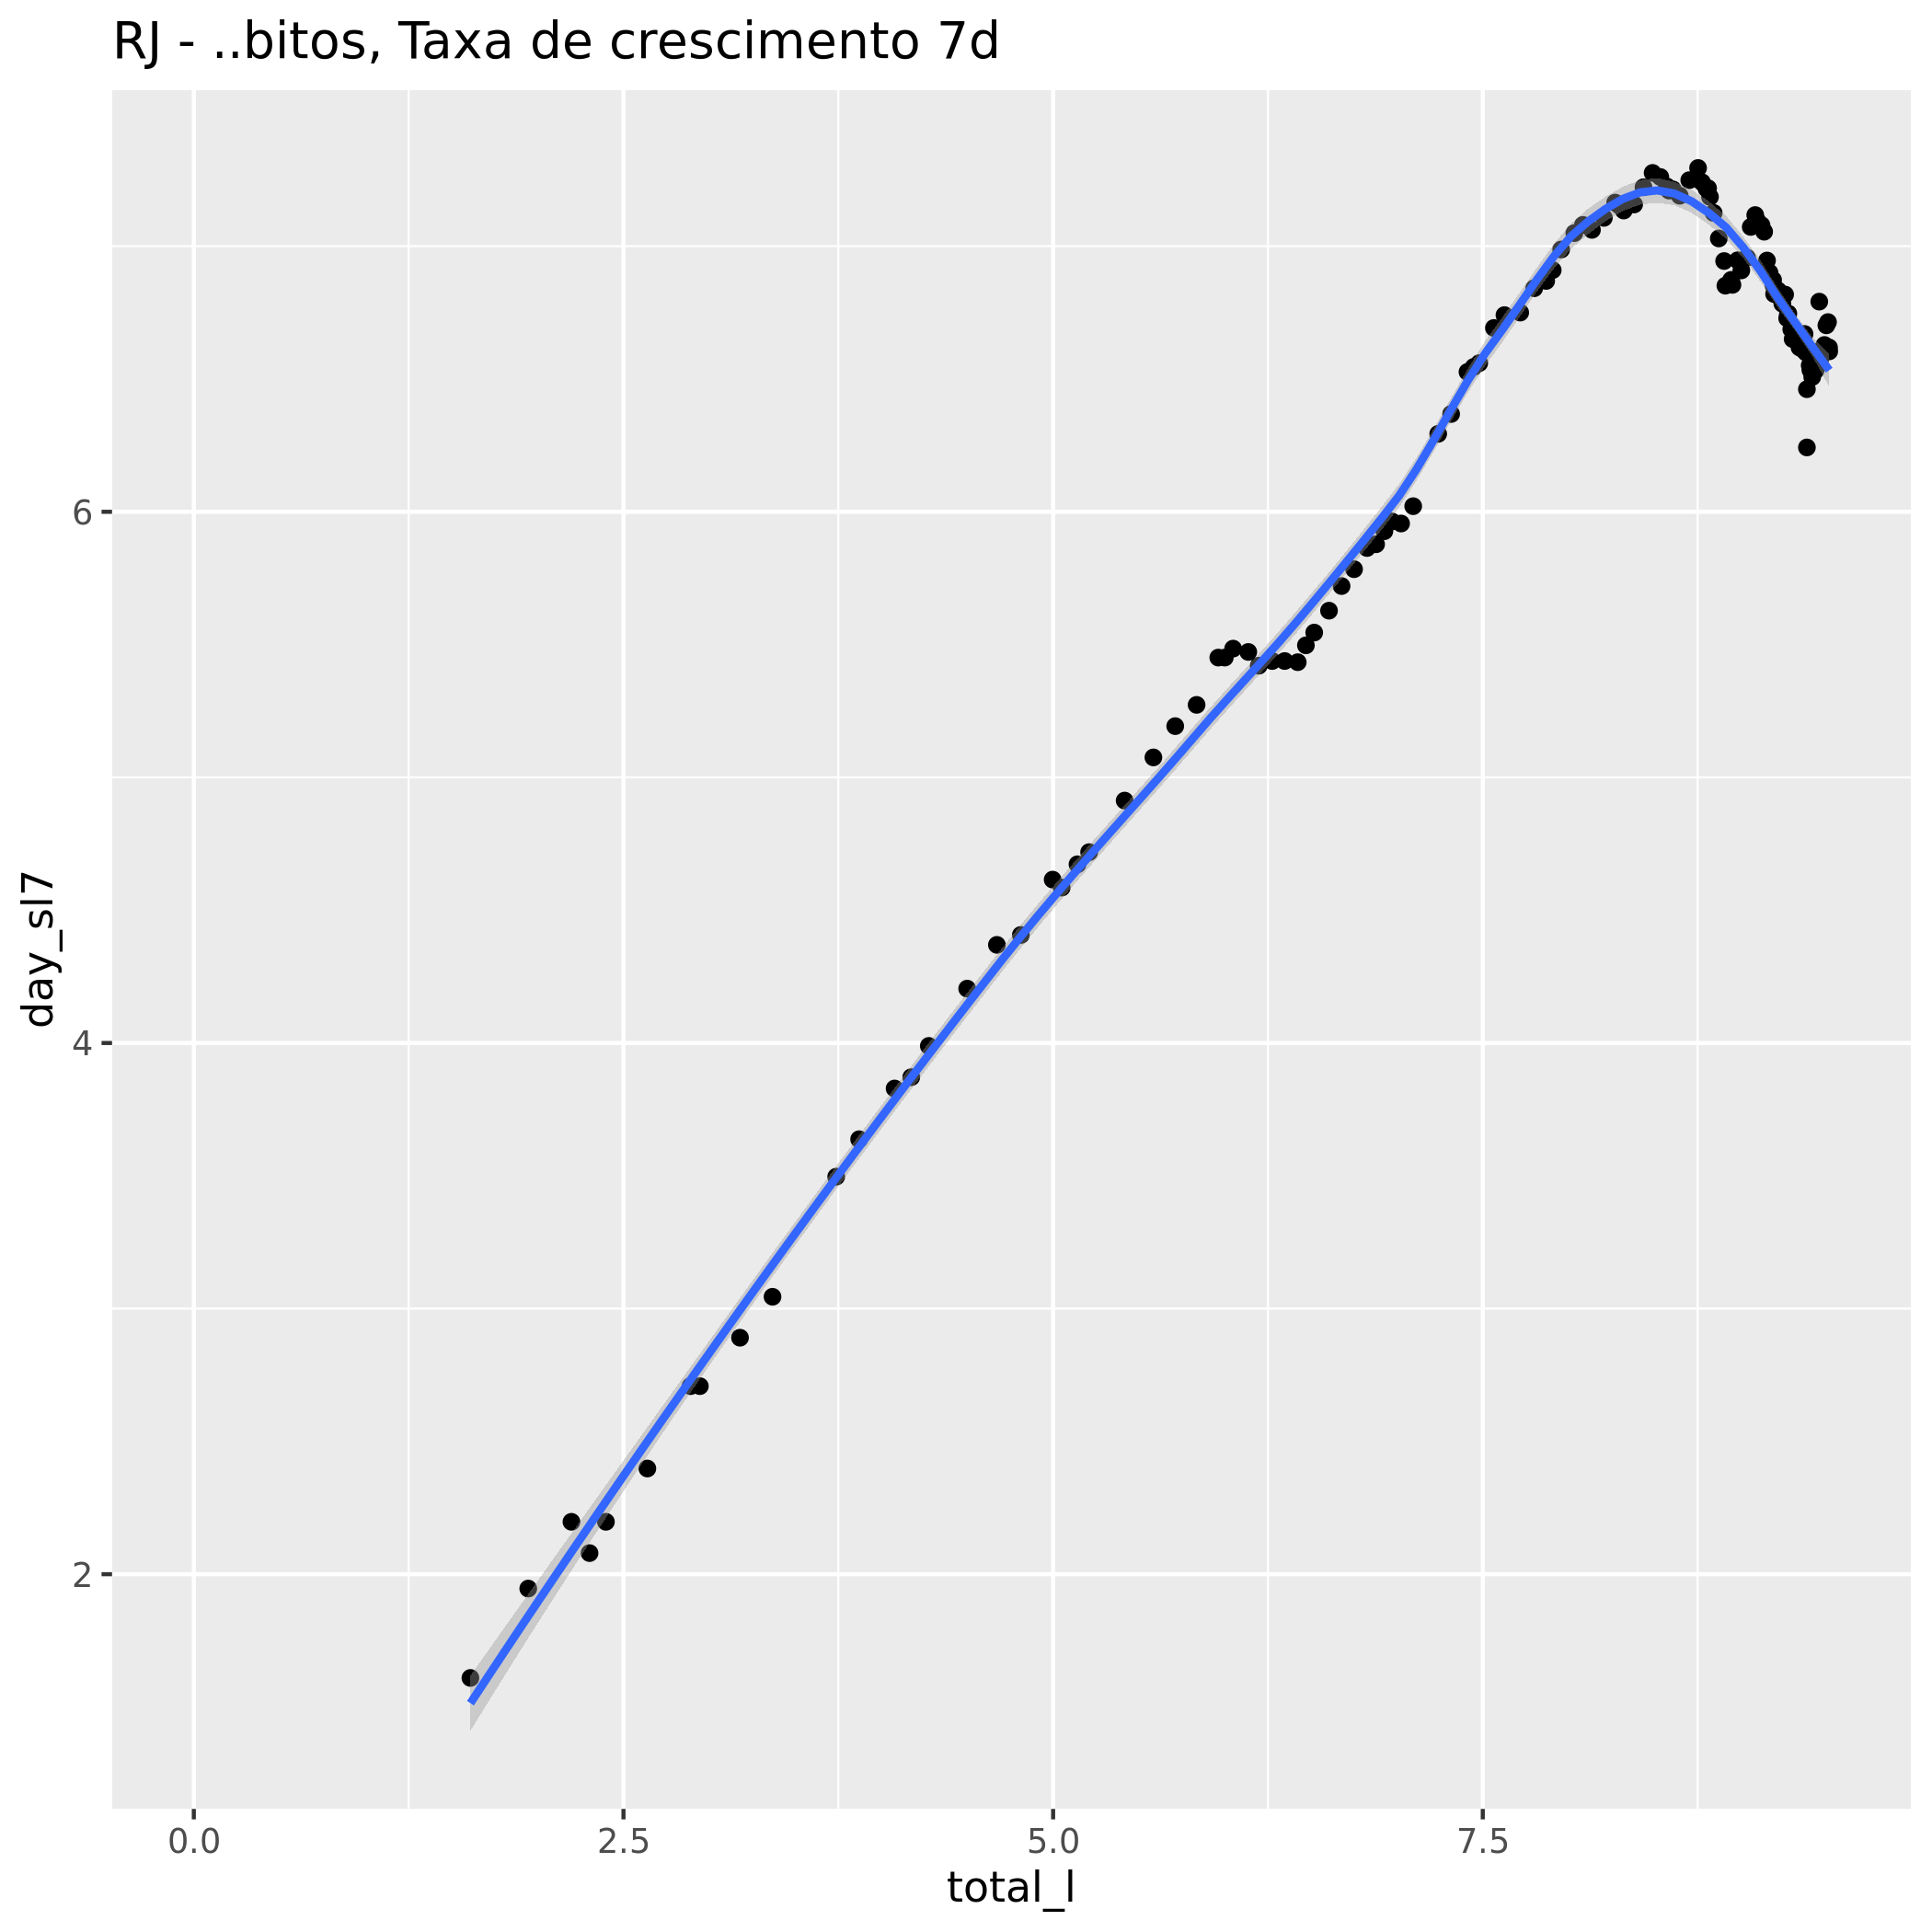 RJ - ..bitos, Taxa de crescimento 7d
day_sl7
6
4
2
0.0 2.5 5.0 7.5
total_l